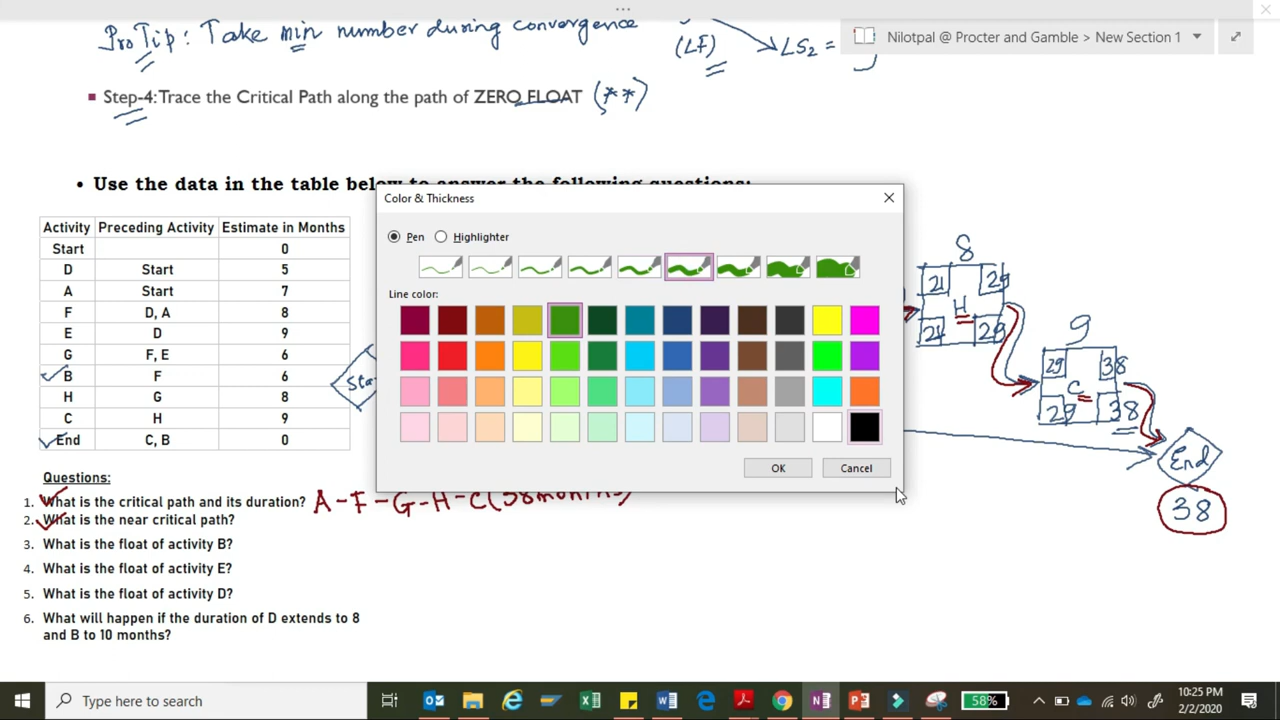 ProTip: Take min number during convergence
(LF)
LS2 =
Nilotpal @ Procter and Gamble > New Section 1
■ Step-4: Trace the Critical Path along the path of ZERO FLOAT (**)
• Use the data in the table below to answer the following questions:
Activity Preceding Activity Estimate in Months
Start 0
D Start 5
A Start 7
F D, A 8
E D 9
G F, E 6
B F 6
H G 8
C H 9
End C, B 0
Color & Thickness
Pen Highlighter
Line color:
OK Cancel
8
21 29
H
21 29
9
29 38
C
29 38
End
38
Questions:
1. What is the critical path and its duration? A-F-G-H-C(38months)
2. What is the near critical path?
3. What is the float of activity B?
4. What is the float of activity E?
5. What is the float of activity D?
6. What will happen if the duration of D extends to 8
and B to 10 months?
Type here to search
58%
10:25 PM
2/2/2020